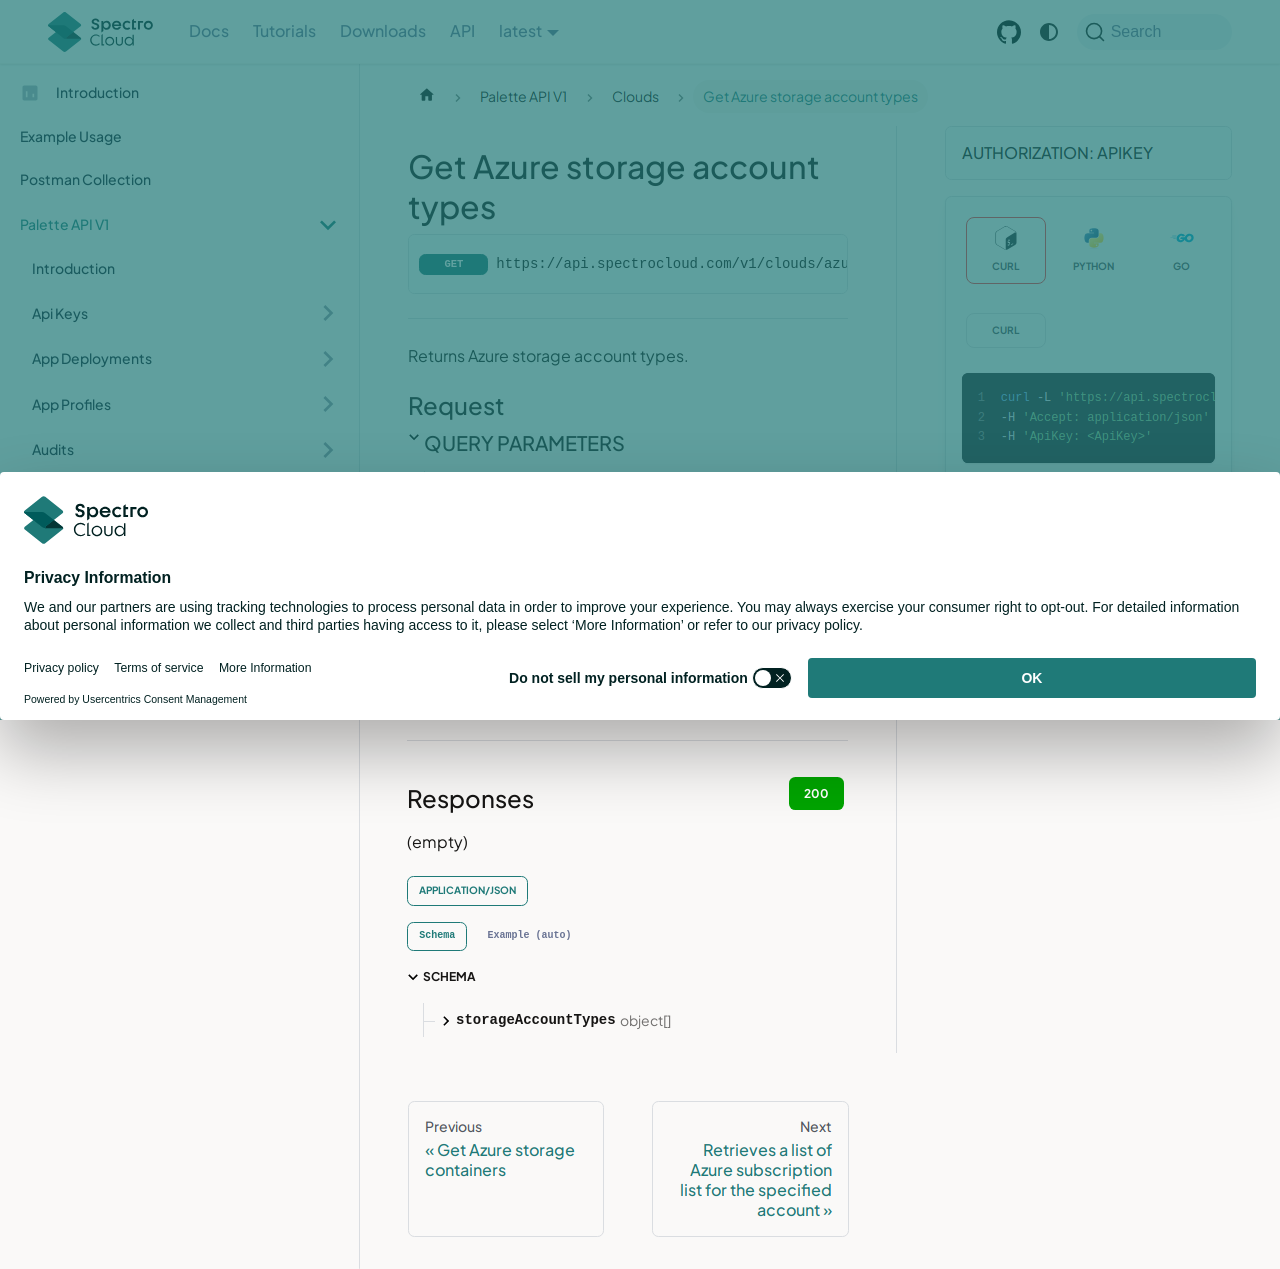 Spectro Cloud
Docs
Tutorials
Downloads
API
latest
Search
Introduction
Example Usage
Postman Collection
Palette API V1
Introduction
Api Keys
App Deployments
App Profiles
Audits
Palette API V1
Clouds
Get Azure storage account types
Get Azure storage account
types
GET https://api.spectrocloud.com/v1/clouds/azu
Returns Azure storage account types.
Request
QUERY PARAMETERS
AUTHORIZATION: APIKEY
CURL
PYTHON
GO
CURL
1 curl -L 'https://api.spectrocl
2 -H 'Accept: application/json'
3 -H 'ApiKey: <ApiKey>'
Spectro
Cloud
Privacy Information
We and our partners are using tracking technologies to process personal data in order to improve your experience. You may always exercise your consumer right to opt-out. For detailed information
about personal information we collect and third parties having access to it, please select ‘More Information’ or refer to our privacy policy.
Privacy policy
Terms of service
More Information
Powered by Usercentrics Consent Management
Do not sell my personal information
OK
Responses
200
(empty)
APPLICATION/JSON
Schema
Example (auto)
SCHEMA
storageAccountTypes object[]
Previous
« Get Azure storage
containers
Next
Retrieves a list of
Azure subscription
list for the specified
account »